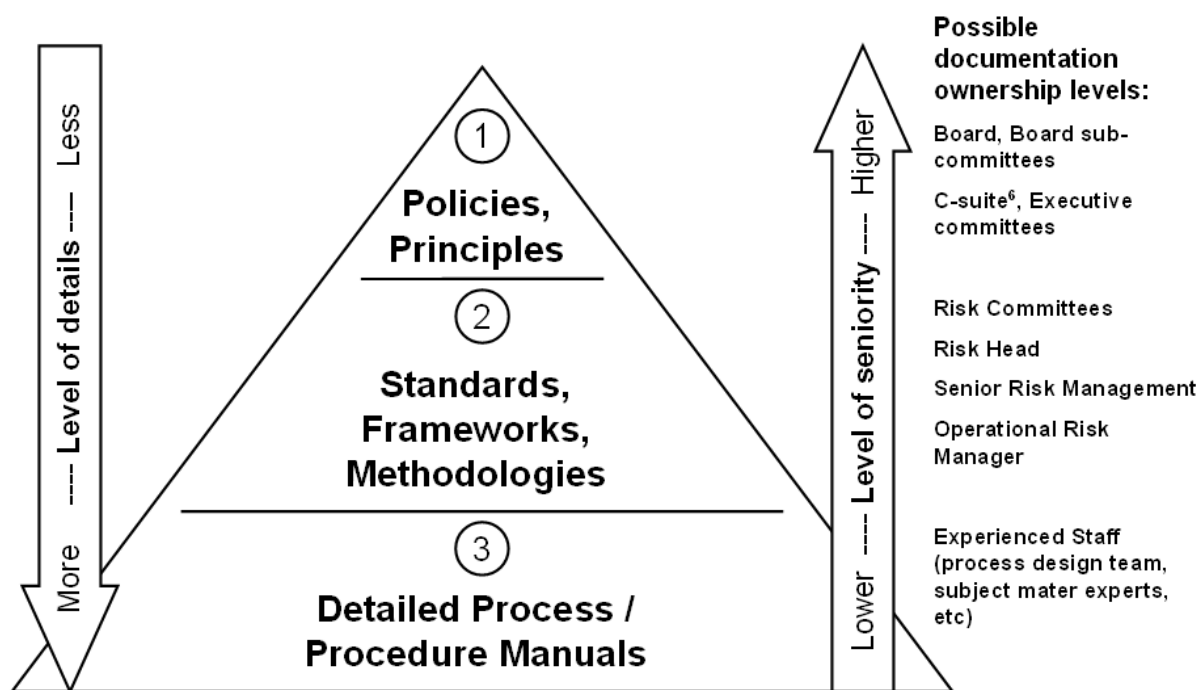 Less
---- Level of details ----
More
1
Policies,
Principles
2
Standards,
Frameworks,
Methodologies
3
Detailed Process /
Procedure Manuals
Higher
----- Level of seniority -----
Lower
Possible
documentation
ownership levels:
Board, Board sub-
committees
C-suite⁶, Executive
committees
Risk Committees
Risk Head
Senior Risk Management
Operational Risk
Manager
Experienced Staff
(process design team,
subject mater experts,
etc)